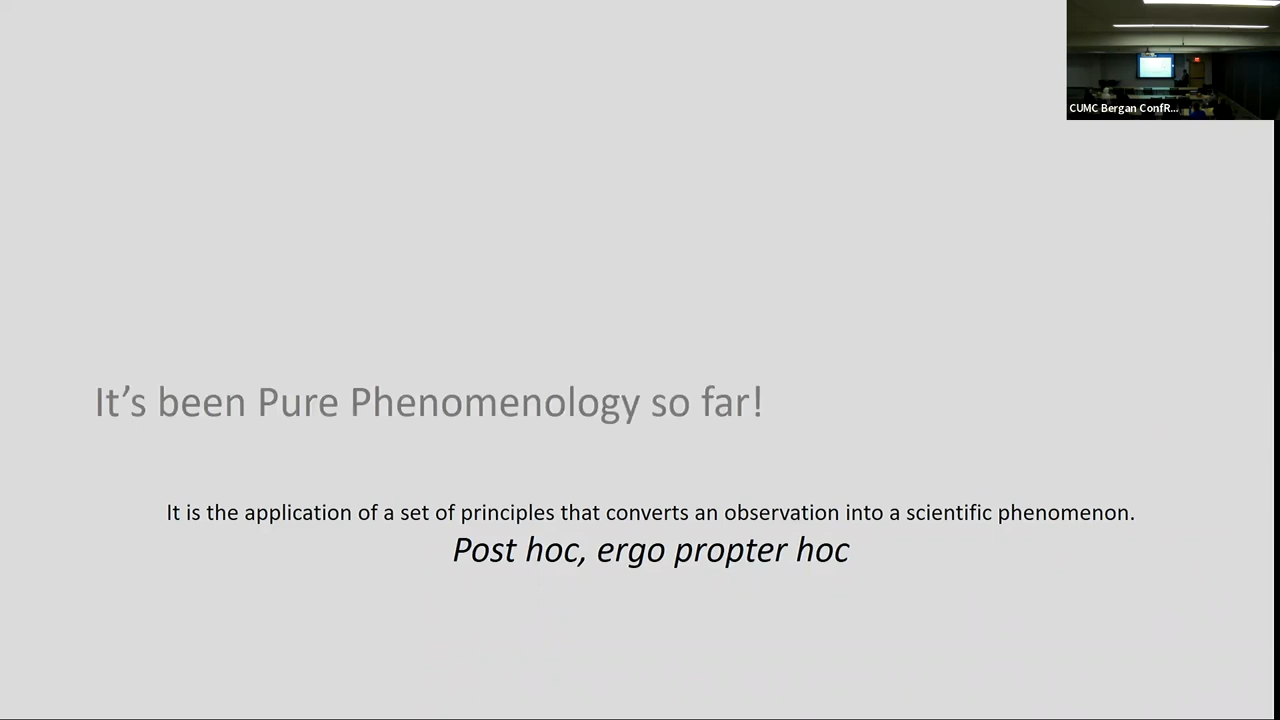 CUMC Bergan ConfR...
It’s been Pure Phenomenology so far!
It is the application of a set of principles that converts an observation into a scientific phenomenon.
Post hoc, ergo propter hoc